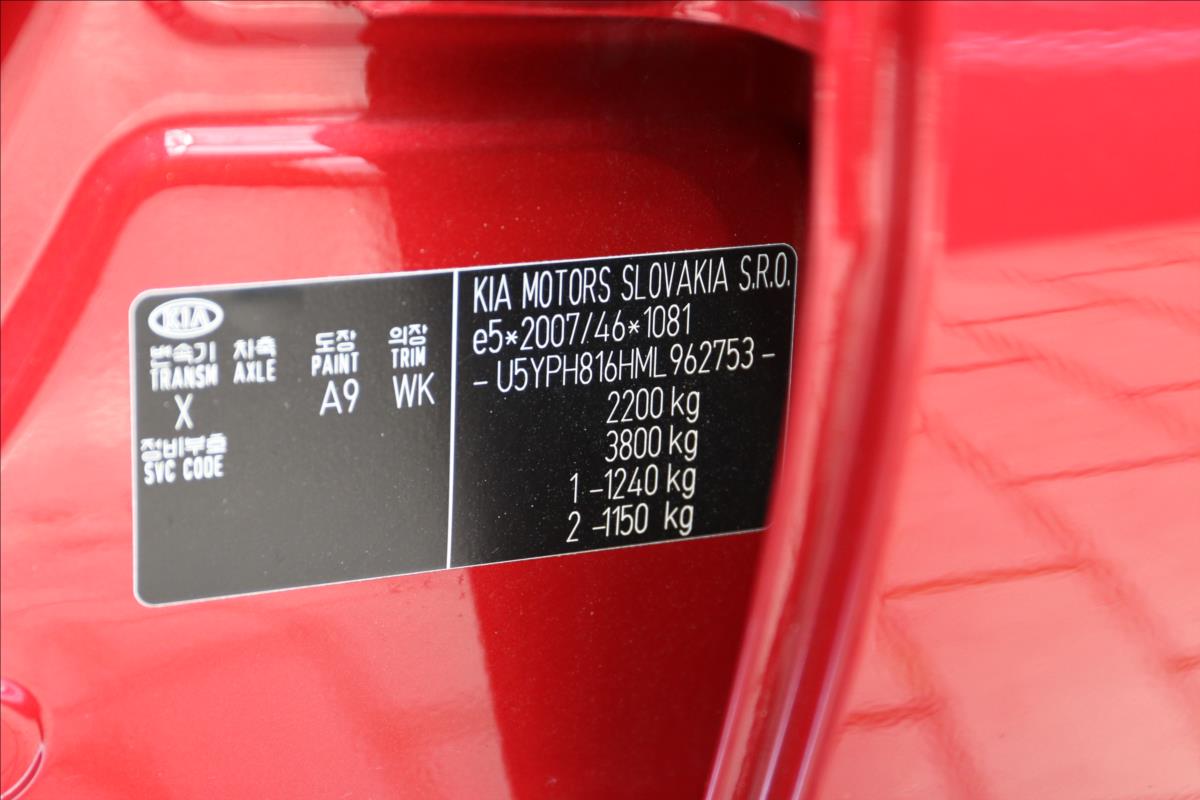 KIA
변속기 차축 도장 의장
TRANSM AXLE PAINT TRIM
X A9 WK
정비부호
SVC CODE
KIA MOTORS SLOVAKIA S.R.O.
e5*2007/46*1081
- U5YPH816HML962753 -
2200 kg
3800 kg
1 -1240 kg
2 -1150 kg